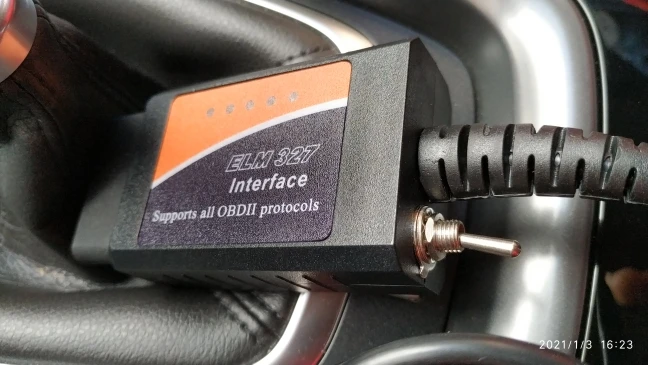 ELM 327
Interface
Supports all OBDII protocols
2021/1/3 16:23